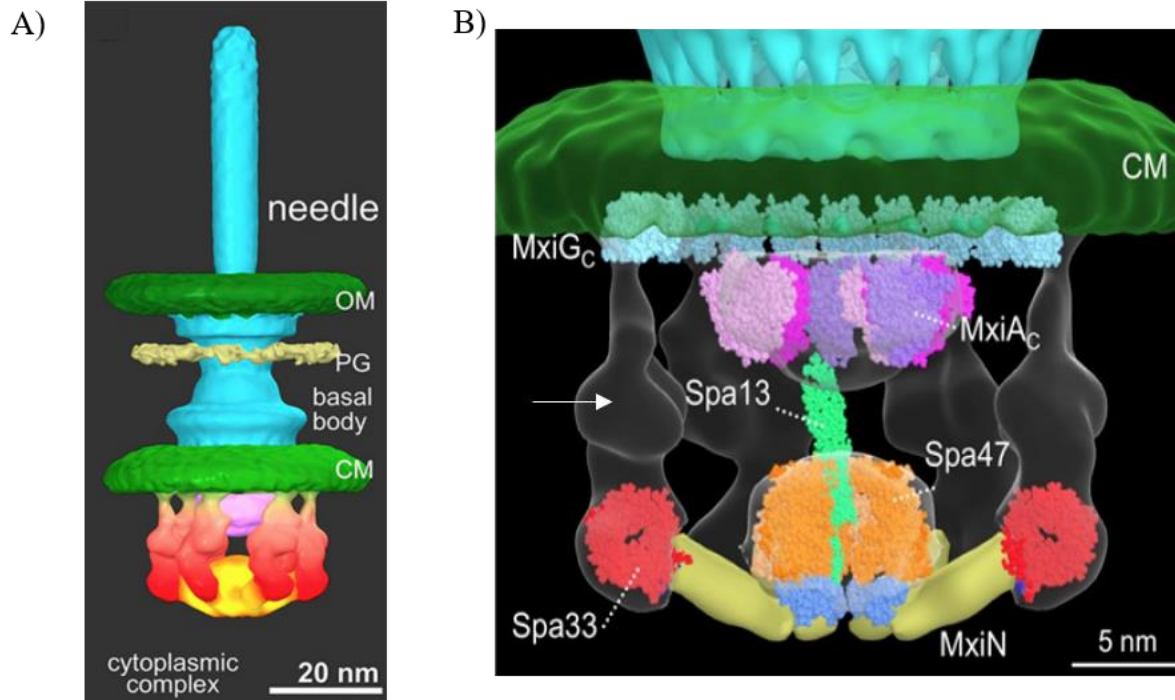 A)
needle
OM
PG
basal
body
CM
cytoplasmic
complex
20 nm
B)
CM
MxiGC
MxiAC
Spa13
Spa47
Spa33
MxiN
5 nm